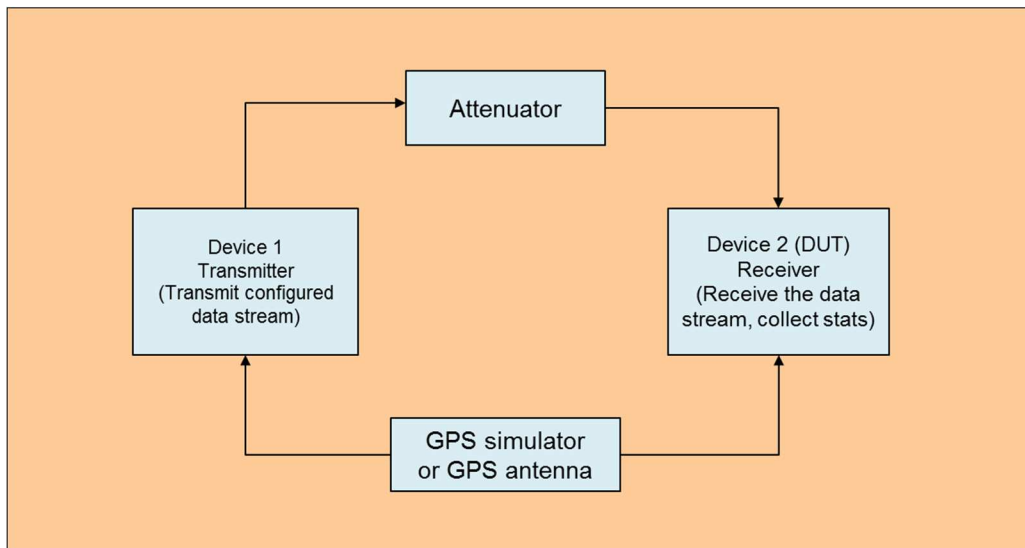 Attenuator
Device 1
Transmitter
(Transmit configured
data stream)
Device 2 (DUT)
Receiver
(Receive the data
stream, collect stats)
GPS simulator
or GPS antenna